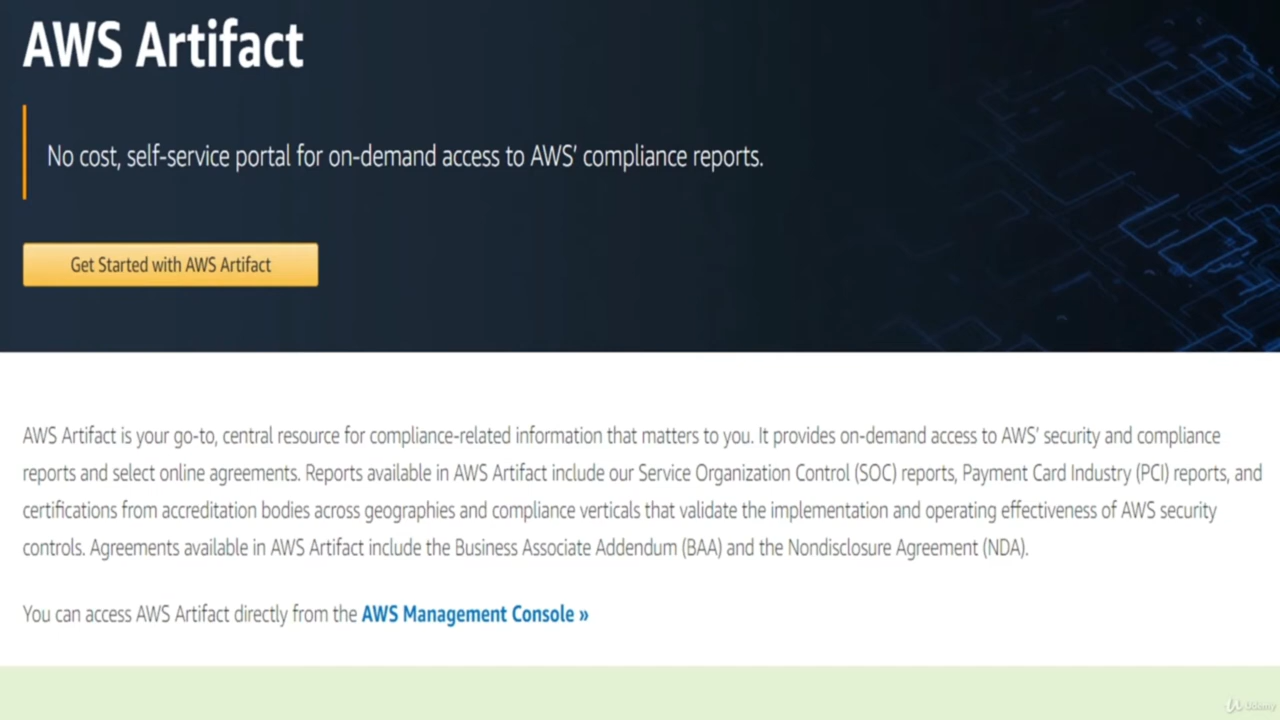 AWS Artifact
No cost, self-service portal for on-demand access to AWS' compliance reports.
Get Started with AWS Artifact
AWS Artifact is your go-to, central resource for compliance-related information that matters to you. It provides on-demand access to AWS' security and compliance
reports and select online agreements. Reports available in AWS Artifact include our Service Organization Control (SOC) reports, Payment Card Industry (PCI) reports, and
certifications from accreditation bodies across geographies and compliance verticals that validate the implementation and operating effectiveness of AWS security
controls. Agreements available in AWS Artifact include the Business Associate Addendum (BAA) and the Nondisclosure Agreement (NDA).
You can access AWS Artifact directly from the AWS Management Console »
Udemy